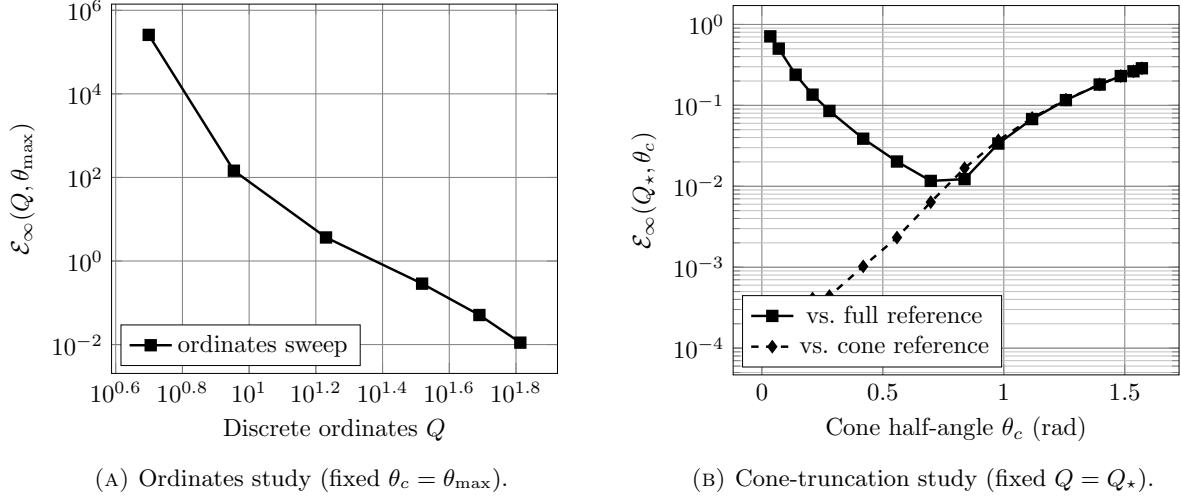 10^6
10^4
10^2
10^0
10^−2
10^0.6 10^0.8 10^1 10^1.2 10^1.4 10^1.6 10^1.8
Discrete ordinates Q
ℰ∞(Q, θmax)
ordinates sweep
(A) Ordinates study (fixed θc = θmax).
10^0
10^−1
10^−2
10^−3
10^−4
0 0.5 1 1.5
Cone half-angle θc (rad)
ℰ∞(Q⋆, θc)
vs. full reference
vs. cone reference
(B) Cone-truncation study (fixed Q = Q⋆).